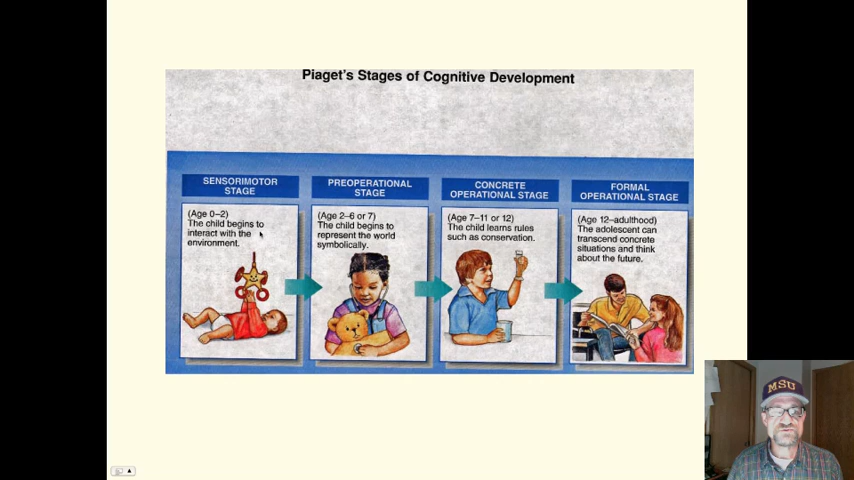 Piaget's Stages of Cognitive Development
SENSORIMOTOR
STAGE
(Age 0–2)
The child begins to
interact with the
environment.
PREOPERATIONAL
STAGE
(Age 2–6 or 7)
The child begins to
represent the world
symbolically.
CONCRETE
OPERATIONAL STAGE
(Age 7–11 or 12)
The child learns rules
such as conservation.
FORMAL
OPERATIONAL STAGE
(Age 12–adulthood)
The adolescent can
transcend concrete
situations and think
about the future.
MSU